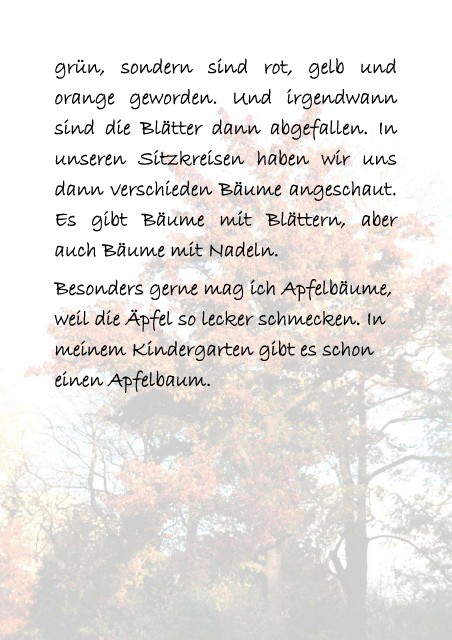 grün, sondern sind rot, gelb und
orange geworden. Und irgendwann
sind die Blätter dann abgefallen. In
unseren Sitzkreisen haben wir uns
dann verschieden Bäume angeschaut.
Es gibt Bäume mit Blättern, aber
auch Bäume mit Nadeln.
Besonders gerne mag ich Apfelbäume,
weil die Äpfel so lecker schmecken. In
meinem Kindergarten gibt es schon
einen Apfelbaum.